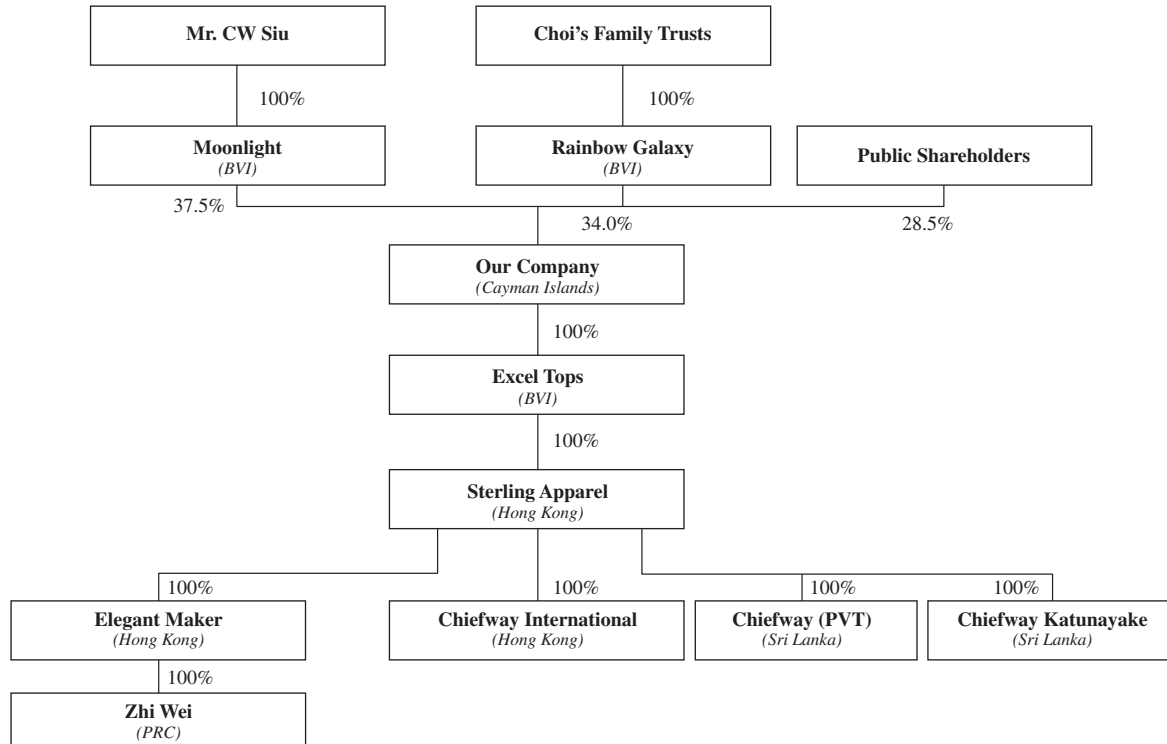 Mr. CW Siu
Choi’s Family Trusts
100%
100%
Moonlight
(BVI)
Rainbow Galaxy
(BVI)
Public Shareholders
37.5%
34.0%
28.5%
Our Company
(Cayman Islands)
100%
Excel Tops
(BVI)
100%
Sterling Apparel
(Hong Kong)
100%
100%
100%
100%
Elegant Maker
(Hong Kong)
Chiefway International
(Hong Kong)
Chiefway (PVT)
(Sri Lanka)
Chiefway Katunayake
(Sri Lanka)
100%
Zhi Wei
(PRC)